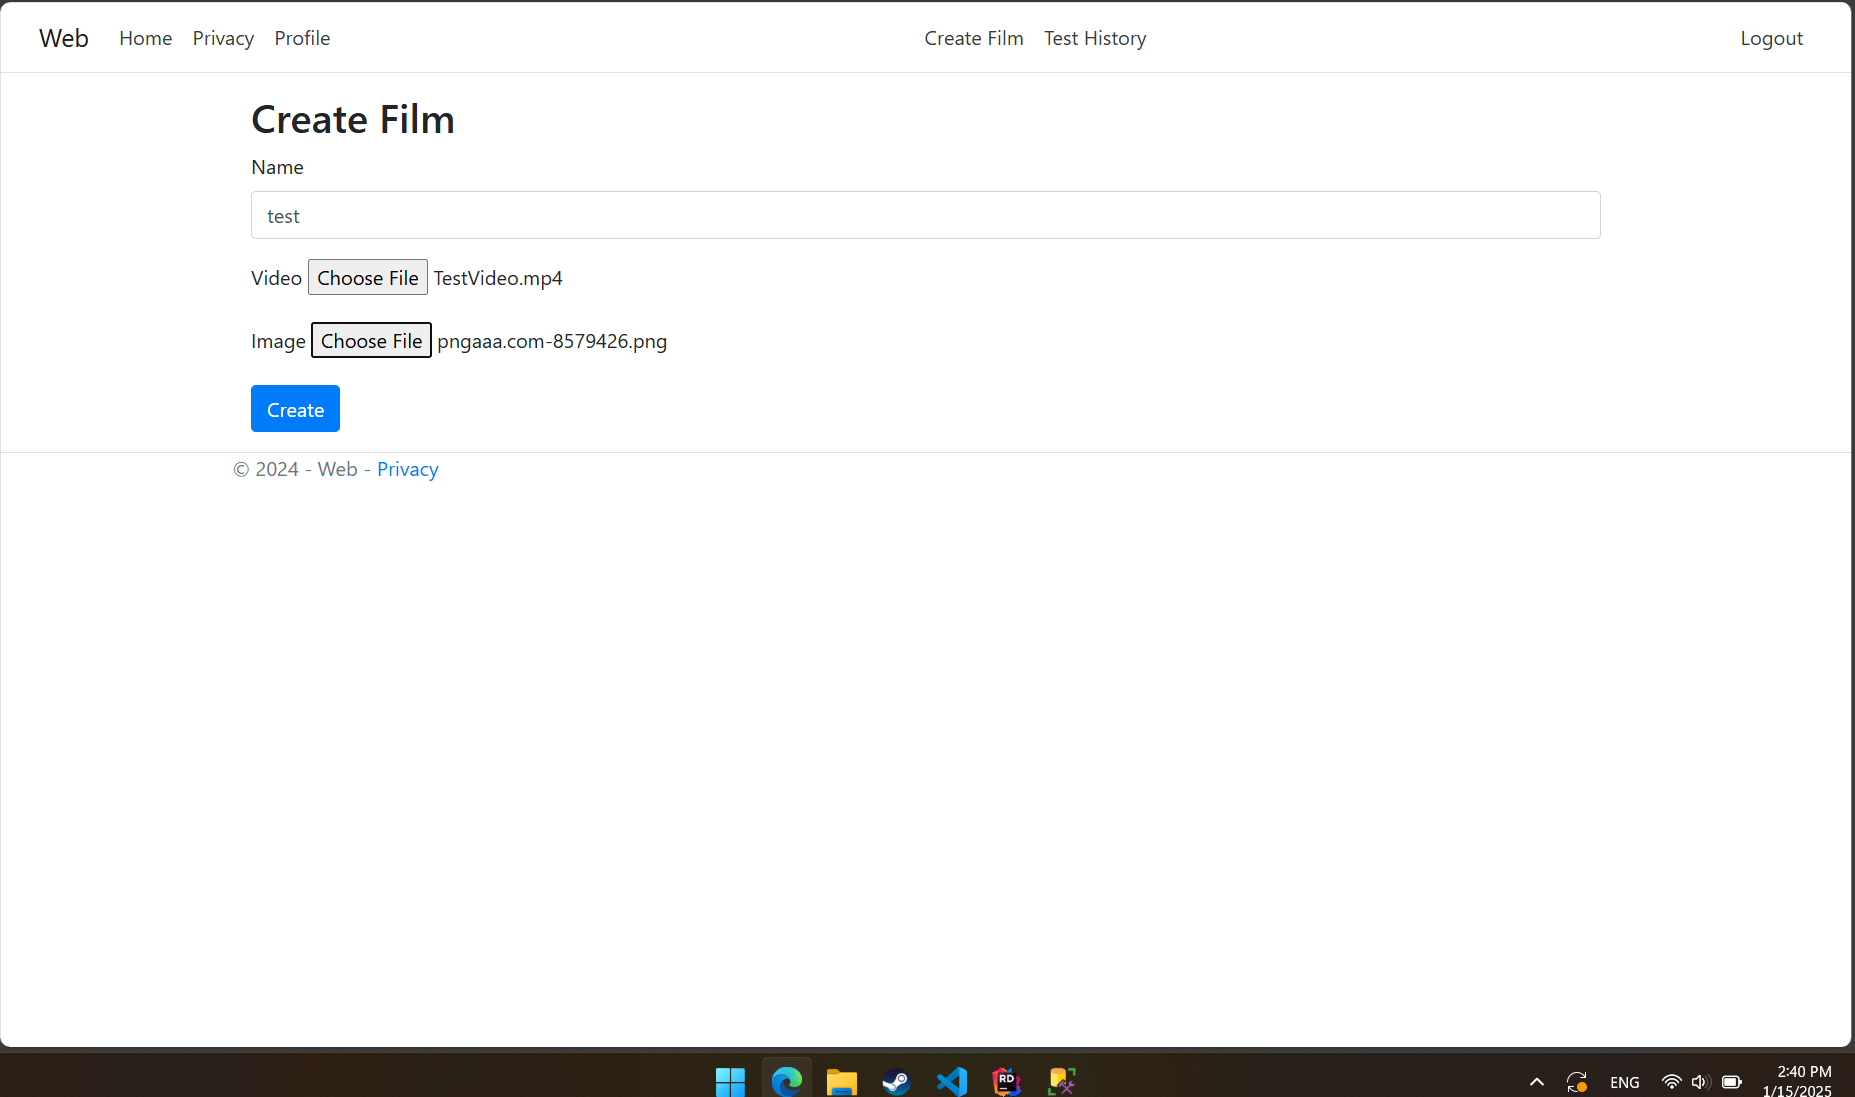 Web Home Privacy Profile Create Film Test History Logout
Create Film
Name
test
Video Choose File TestVideo.mp4
Image Choose File pngaaa.com-8579426.png
Create
© 2024 - Web - Privacy
RD
ENG
2:40 PM
1/15/2025